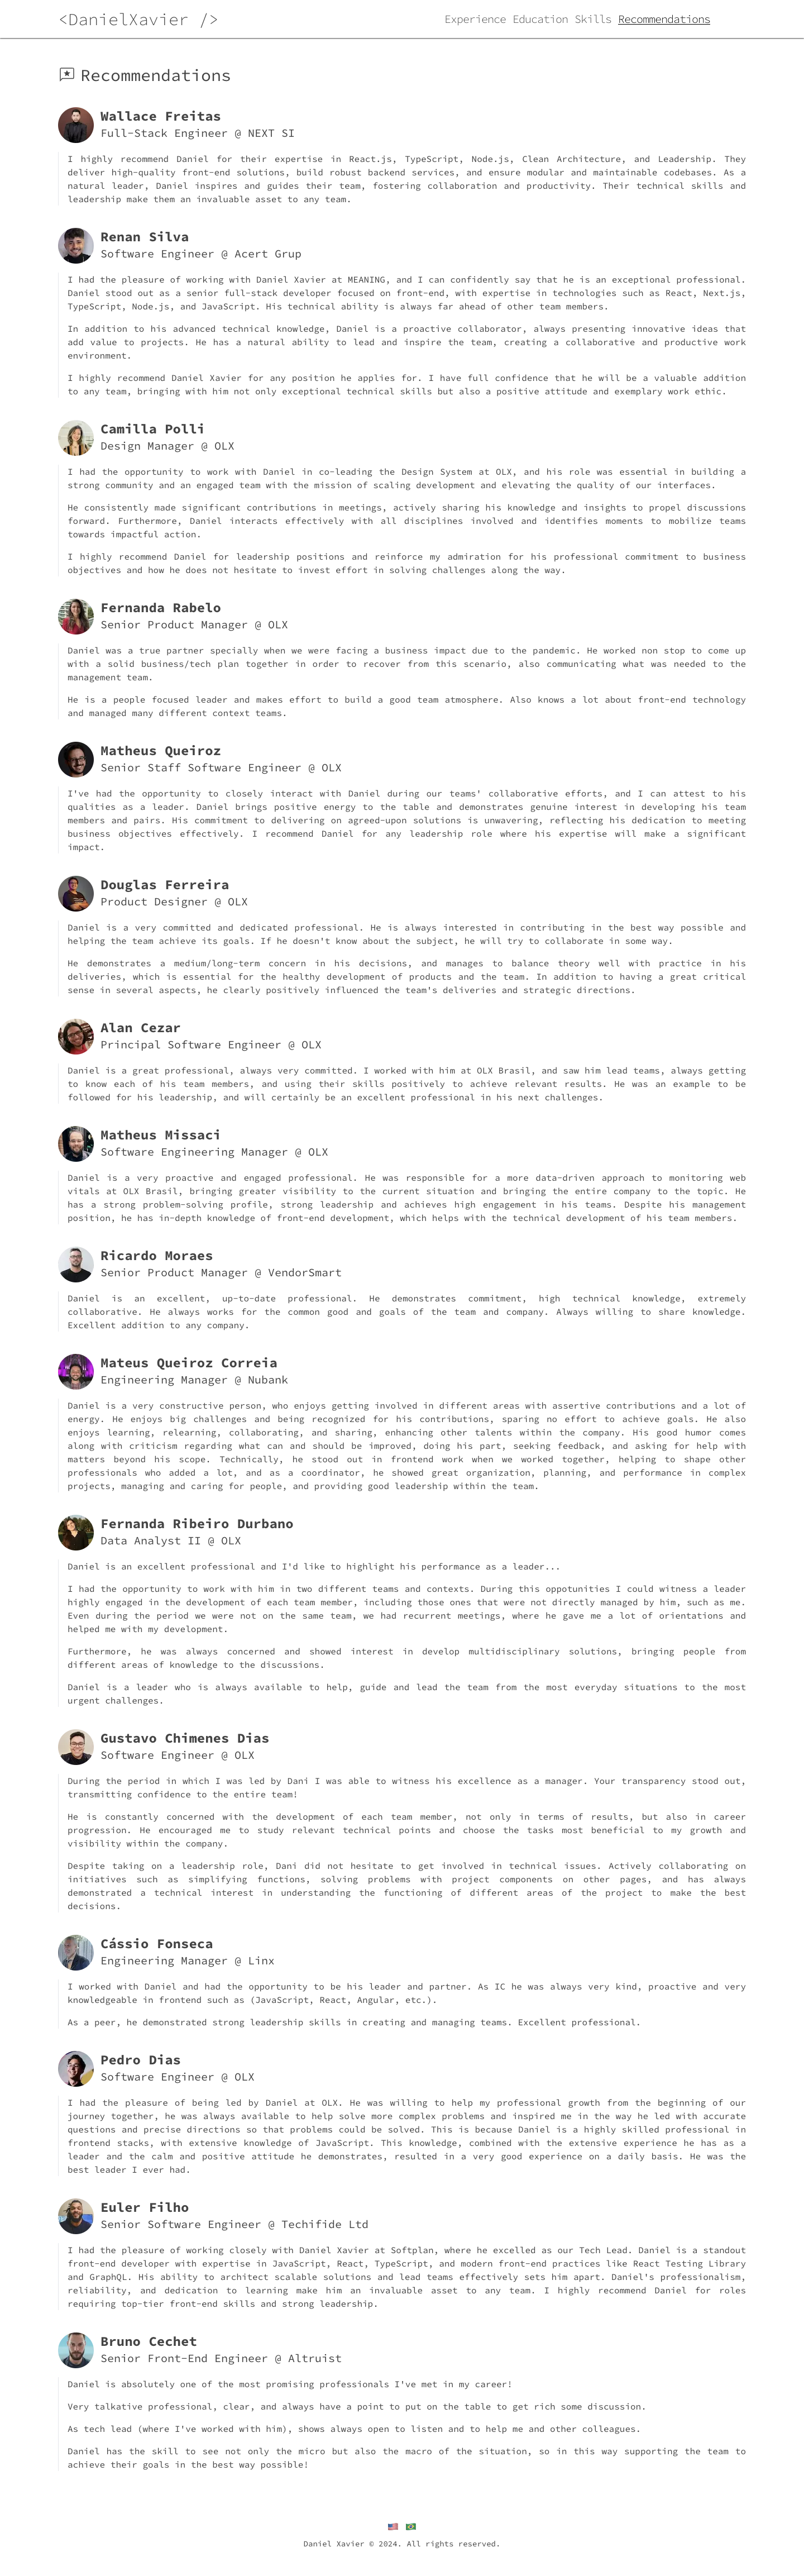 <DanielXavier />
Experience Education Skills Recommendations
Recommendations
Wallace Freitas
Full-Stack Engineer @ NEXT SI
I highly recommend Daniel for their expertise in React.js, TypeScript, Node.js, Clean Architecture, and Leadership. They
deliver high-quality front-end solutions, build robust backend services, and ensure modular and maintainable codebases. As a
natural leader, Daniel inspires and guides their team, fostering collaboration and productivity. Their technical skills and
leadership make them an invaluable asset to any team.
Renan Silva
Software Engineer @ Acert Grup
I had the pleasure of working with Daniel Xavier at MEANING, and I can confidently say that he is an exceptional professional.
Daniel stood out as a senior full-stack developer focused on front-end, with expertise in technologies such as React, Next.js,
TypeScript, Node.js, and JavaScript. His technical ability is always far ahead of other team members.
In addition to his advanced technical knowledge, Daniel is a proactive collaborator, always presenting innovative ideas that
add value to projects. He has a natural ability to lead and inspire the team, creating a collaborative and productive work
environment.
I highly recommend Daniel Xavier for any position he applies for. I have full confidence that he will be a valuable addition
to any team, bringing with him not only exceptional technical skills but also a positive attitude and exemplary work ethic.
Camilla Polli
Design Manager @ OLX
I had the opportunity to work with Daniel in co-leading the Design System at OLX, and his role was essential in building a
strong community and an engaged team with the mission of scaling development and elevating the quality of our interfaces.
He consistently made significant contributions in meetings, actively sharing his knowledge and insights to propel discussions
forward. Furthermore, Daniel interacts effectively with all disciplines involved and identifies moments to mobilize teams
towards impactful action.
I highly recommend Daniel for leadership positions and reinforce my admiration for his professional commitment to business
objectives and how he does not hesitate to invest effort in solving challenges along the way.
Fernanda Rabelo
Senior Product Manager @ OLX
Daniel was a true partner specially when we were facing a business impact due to the pandemic. He worked non stop to come up
with a solid business/tech plan together in order to recover from this scenario, also communicating what was needed to the
management team.
He is a people focused leader and makes effort to build a good team atmosphere. Also knows a lot about front-end technology
and managed many different context teams.
Matheus Queiroz
Senior Staff Software Engineer @ OLX
I've had the opportunity to closely interact with Daniel during our teams' collaborative efforts, and I can attest to his
qualities as a leader. Daniel brings positive energy to the table and demonstrates genuine interest in developing his team
members and pairs. His commitment to delivering on agreed-upon solutions is unwavering, reflecting his dedication to meeting
business objectives effectively. I recommend Daniel for any leadership role where his expertise will make a significant
impact.
Douglas Ferreira
Product Designer @ OLX
Daniel is a very committed and dedicated professional. He is always interested in contributing in the best way possible and
helping the team achieve its goals. If he doesn't know about the subject, he will try to collaborate in some way.
He demonstrates a medium/long-term concern in his decisions, and manages to balance theory well with practice in his
deliveries, which is essential for the healthy development of products and the team. In addition to having a great critical
sense in several aspects, he clearly positively influenced the team's deliveries and strategic directions.
Alan Cezar
Principal Software Engineer @ OLX
Daniel is a great professional, always very committed. I worked with him at OLX Brasil, and saw him lead teams, always getting
to know each of his team members, and using their skills positively to achieve relevant results. He was an example to be
followed for his leadership, and will certainly be an excellent professional in his next challenges.
Matheus Missaci
Software Engineering Manager @ OLX
Daniel is a very proactive and engaged professional. He was responsible for a more data-driven approach to monitoring web
vitals at OLX Brasil, bringing greater visibility to the current situation and bringing the entire company to the topic. He
has a strong problem-solving profile, strong leadership and achieves high engagement in his teams. Despite his management
position, he has in-depth knowledge of front-end development, which helps with the technical development of his team members.
Ricardo Moraes
Senior Product Manager @ VendorSmart
Daniel is an excellent, up-to-date professional. He demonstrates commitment, high technical knowledge, extremely
collaborative. He always works for the common good and goals of the team and company. Always willing to share knowledge.
Excellent addition to any company.
Mateus Queiroz Correia
Engineering Manager @ Nubank
Daniel is a very constructive person, who enjoys getting involved in different areas with assertive contributions and a lot of
energy. He enjoys big challenges and being recognized for his contributions, sparing no effort to achieve goals. He also
enjoys learning, relearning, collaborating, and sharing, enhancing other talents within the company. His good humor comes
along with criticism regarding what can and should be improved, doing his part, seeking feedback, and asking for help with
matters beyond his scope. Technically, he stood out in frontend work when we worked together, helping to shape other
professionals who added a lot, and as a coordinator, he showed great organization, planning, and performance in complex
projects, managing and caring for people, and providing good leadership within the team.
Fernanda Ribeiro Durbano
Data Analyst II @ OLX
Daniel is an excellent professional and I'd like to highlight his performance as a leader...
I had the opportunity to work with him in two different teams and contexts. During this oppotunities I could witness a leader
highly engaged in the development of each team member, including those ones that were not directly managed by him, such as me.
Even during the period we were not on the same team, we had recurrent meetings, where he gave me a lot of orientations and
helped me with my development.
Furthermore, he was always concerned and showed interest in develop multidisciplinary solutions, bringing people from
different areas of knowledge to the discussions.
Daniel is a leader who is always available to help, guide and lead the team from the most everyday situations to the most
urgent challenges.
Gustavo Chimenes Dias
Software Engineer @ OLX
During the period in which I was led by Dani I was able to witness his excellence as a manager. Your transparency stood out,
transmitting confidence to the entire team!
He is constantly concerned with the development of each team member, not only in terms of results, but also in career
progression. He encouraged me to study relevant technical points and choose the tasks most beneficial to my growth and
visibility within the company.
Despite taking on a leadership role, Dani did not hesitate to get involved in technical issues. Actively collaborating on
initiatives such as simplifying functions, solving problems with project components on other pages, and has always
demonstrated a technical interest in understanding the functioning of different areas of the project to make the best
decisions.
Cássio Fonseca
Engineering Manager @ Linx
I worked with Daniel and had the opportunity to be his leader and partner. As IC he was always very kind, proactive and very
knowledgeable in frontend such as (JavaScript, React, Angular, etc.).
As a peer, he demonstrated strong leadership skills in creating and managing teams. Excellent professional.
Pedro Dias
Software Engineer @ OLX
I had the pleasure of being led by Daniel at OLX. He was willing to help my professional growth from the beginning of our
journey together, he was always available to help solve more complex problems and inspired me in the way he led with accurate
questions and precise directions so that problems could be solved. This is because Daniel is a highly skilled professional in
frontend stacks, with extensive knowledge of JavaScript. This knowledge, combined with the extensive experience he has as a
leader and the calm and positive attitude he demonstrates, resulted in a very good experience on a daily basis. He was the
best leader I ever had.
Euler Filho
Senior Software Engineer @ Techifide Ltd
I had the pleasure of working closely with Daniel Xavier at Softplan, where he excelled as our Tech Lead. Daniel is a standout
front-end developer with expertise in JavaScript, React, TypeScript, and modern front-end practices like React Testing Library
and GraphQL. His ability to architect scalable solutions and lead teams effectively sets him apart. Daniel's professionalism,
reliability, and dedication to learning make him an invaluable asset to any team. I highly recommend Daniel for roles
requiring top-tier front-end skills and strong leadership.
Bruno Cechet
Senior Front-End Engineer @ Altruist
Daniel is absolutely one of the most promising professionals I've met in my career!
Very talkative professional, clear, and always have a point to put on the table to get rich some discussion.
As tech lead (where I've worked with him), shows always open to listen and to help me and other colleagues.
Daniel has the skill to see not only the micro but also the macro of the situation, so in this way supporting the team to
achieve their goals in the best way possible!
Daniel Xavier © 2024. All rights reserved.